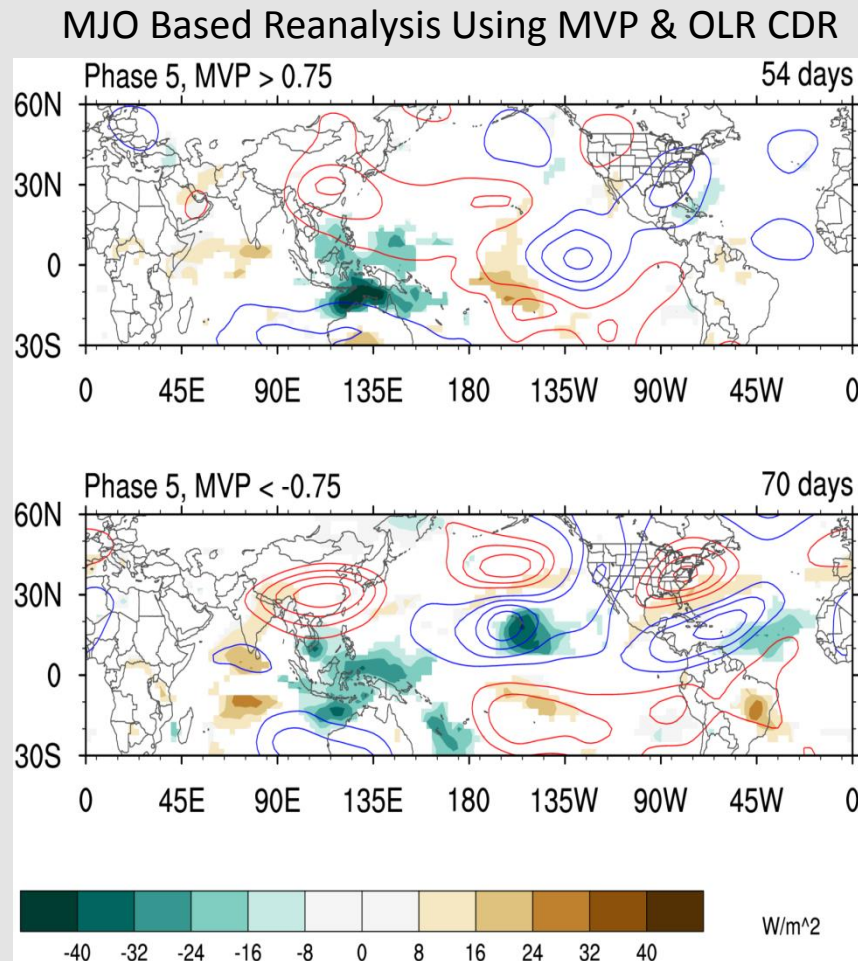 MJO Based Reanalysis Using MVP & OLR CDR
Phase 5, MVP > 0.75 54 days
60N
30N
0
30S
0 45E 90E 135E 180 135W 90W 45W 0
Phase 5, MVP < -0.75 70 days
60N
30N
0
30S
0 45E 90E 135E 180 135W 90W 45W 0
W/m^2
-40 -32 -24 -16 -8 0 8 16 24 32 40